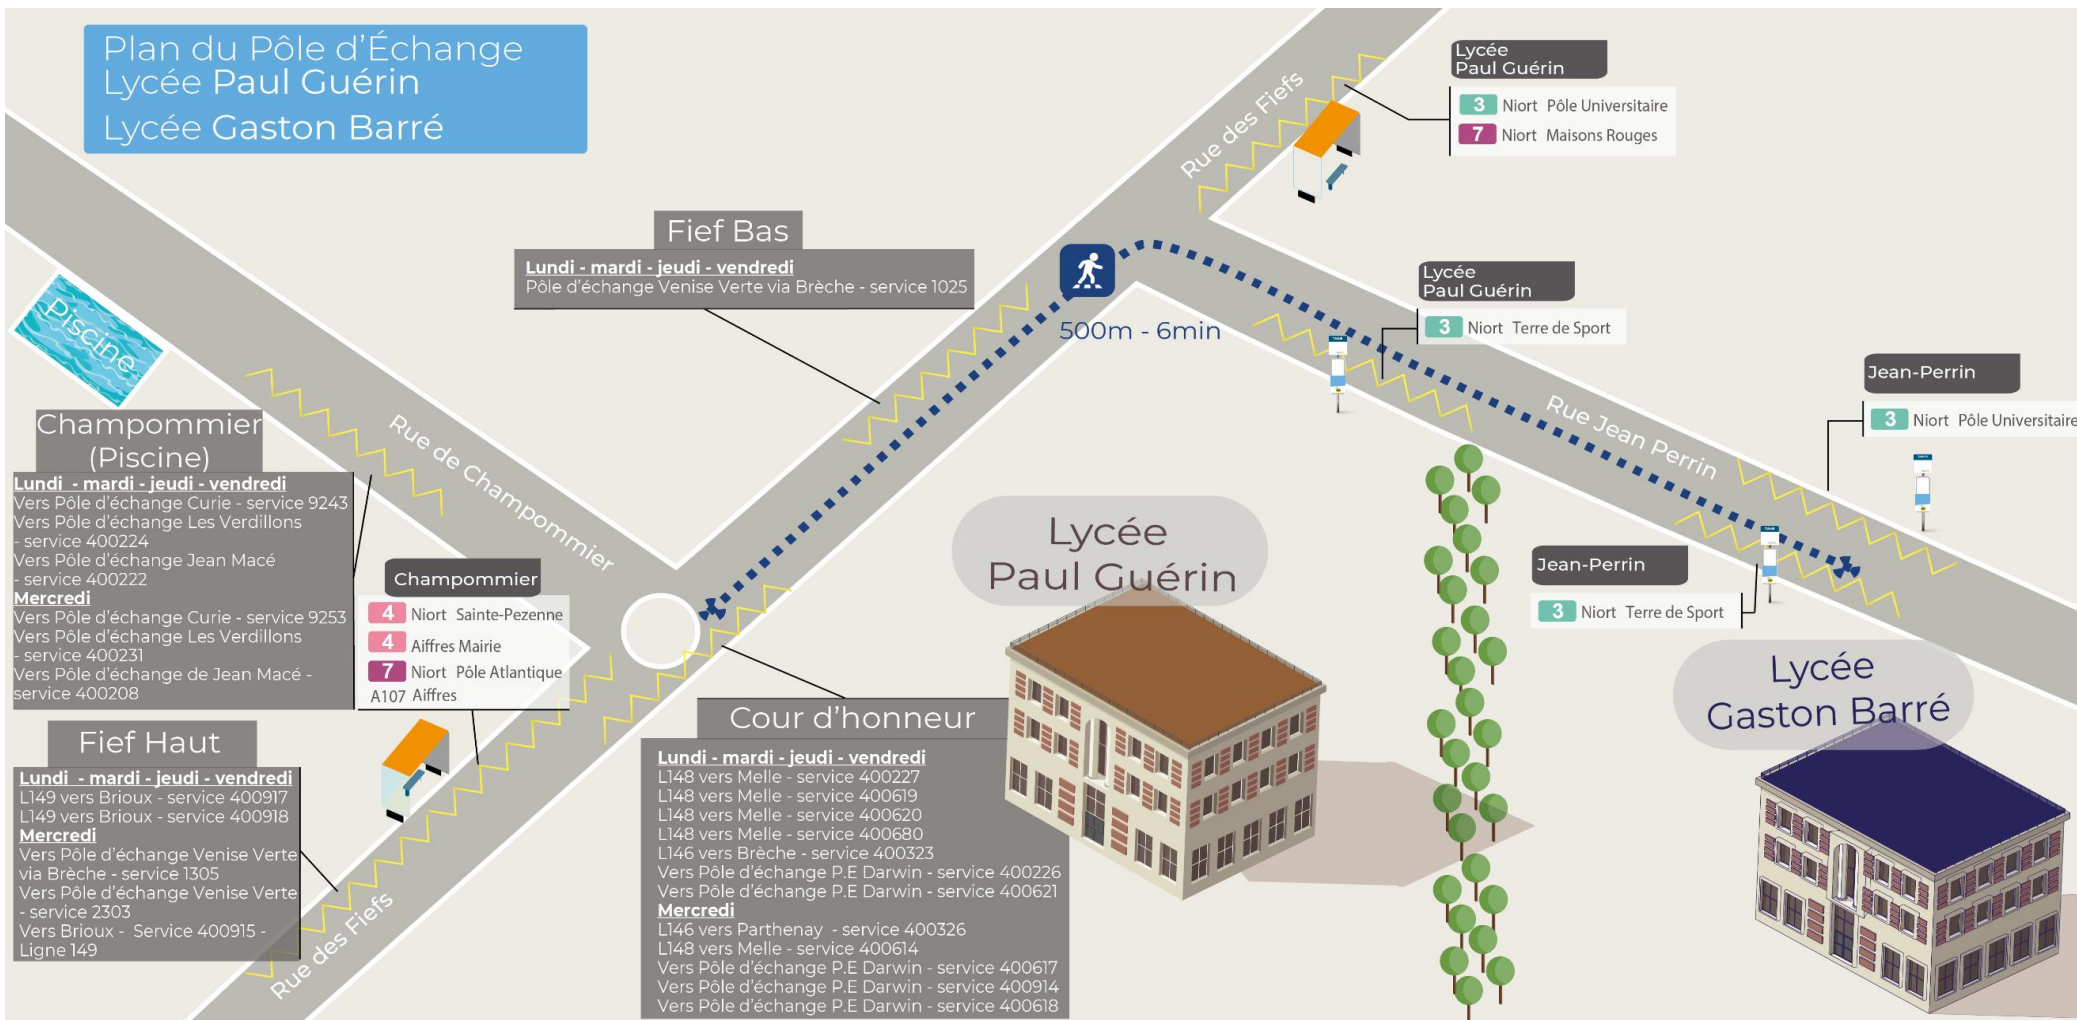 Plan du Pôle d’Échange
Lycée Paul Guérin
Lycée Gaston Barré
Rue des Fiefs
Lycée
Paul Guérin
3 Niort Pôle Universitaire
7 Niort Maisons Rouges
Fief Bas
Lundi - mardi - jeudi - vendredi
Pôle d’échange Venise Verte via Brèche - service 1025
500m - 6min
Lycée
Paul Guérin
3 Niort Terre de Sport
Rue Jean Perrin
Jean-Perrin
3 Niort Pôle Universitaire
Jean-Perrin
3 Niort Terre de Sport
Piscine
Rue de Champommier
Champommier
(Piscine)
Lundi - mardi - jeudi - vendredi
Vers Pôle d’échange Curie - service 9243
Vers Pôle d’échange Les Verdillons
- service 400224
Vers Pôle d’échange Jean Macé
- service 400222
Mercredi
Vers Pôle d’échange Curie - service 9253
Vers Pôle d’échange Les Verdillons
- service 400231
Vers Pôle d’échange de Jean Macé -
service 400208
Champommier
4 Niort Sainte-Pezenne
4 Aiffres Mairie
7 Niort Pôle Atlantique
A107 Aiffres
Fief Haut
Lundi - mardi - jeudi - vendredi
L149 vers Brioux - service 400917
L149 vers Brioux - service 400918
Mercredi
Vers Pôle d’échange Venise Verte
via Brèche - service 1305
Vers Pôle d’échange Venise Verte
- service 2303
Vers Brioux - Service 400915 -
Ligne 149
Rue des Fiefs
Cour d’honneur
Lundi - mardi - jeudi - vendredi
L148 vers Melle - service 400227
L148 vers Melle - service 400619
L148 vers Melle - service 400620
L148 vers Melle - service 400680
L146 vers Brèche - service 400323
Vers Pôle d’échange P.E Darwin - service 400226
Vers Pôle d’échange P.E Darwin - service 400621
Mercredi
L146 vers Parthenay - service 400326
L148 vers Melle - service 400614
Vers Pôle d’échange P.E Darwin - service 400617
Vers Pôle d’échange P.E Darwin - service 400914
Vers Pôle d’échange P.E Darwin - service 400618
Lycée
Paul Guérin
Lycée
Gaston Barré